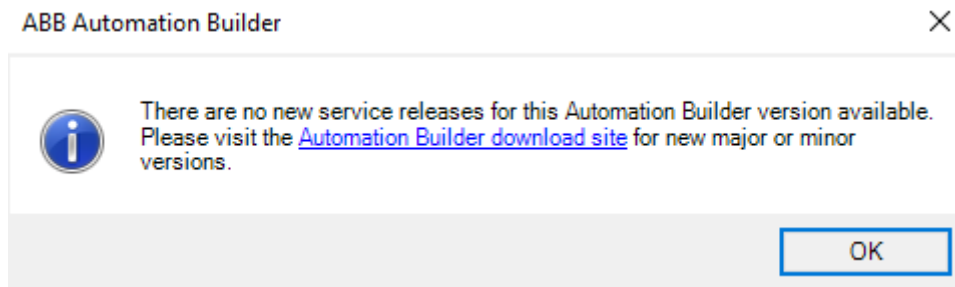 ABB Automation Builder
There are no new service releases for this Automation Builder version available.
Please visit the Automation Builder download site for new major or minor
versions.
OK